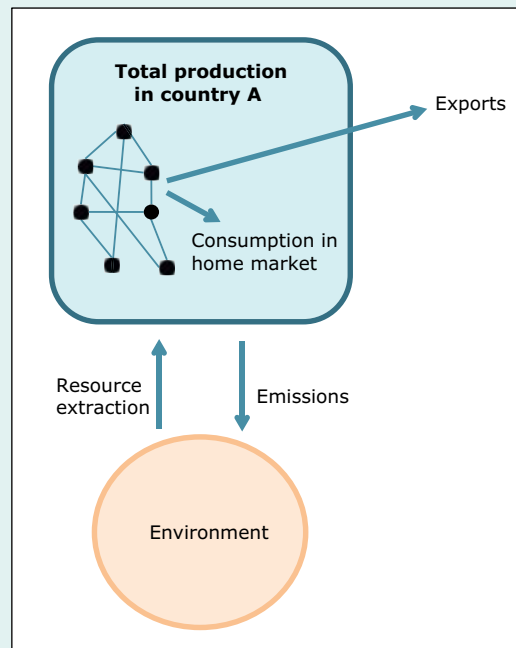 Total production
in country A
Exports
Consumption in
home market
Resource
extraction
Emissions
Environment